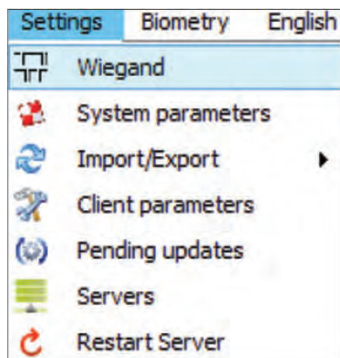 Settings Biometry English
Wiegand
System parameters
Import/Export
Client parameters
Pending updates
Servers
Restart Server